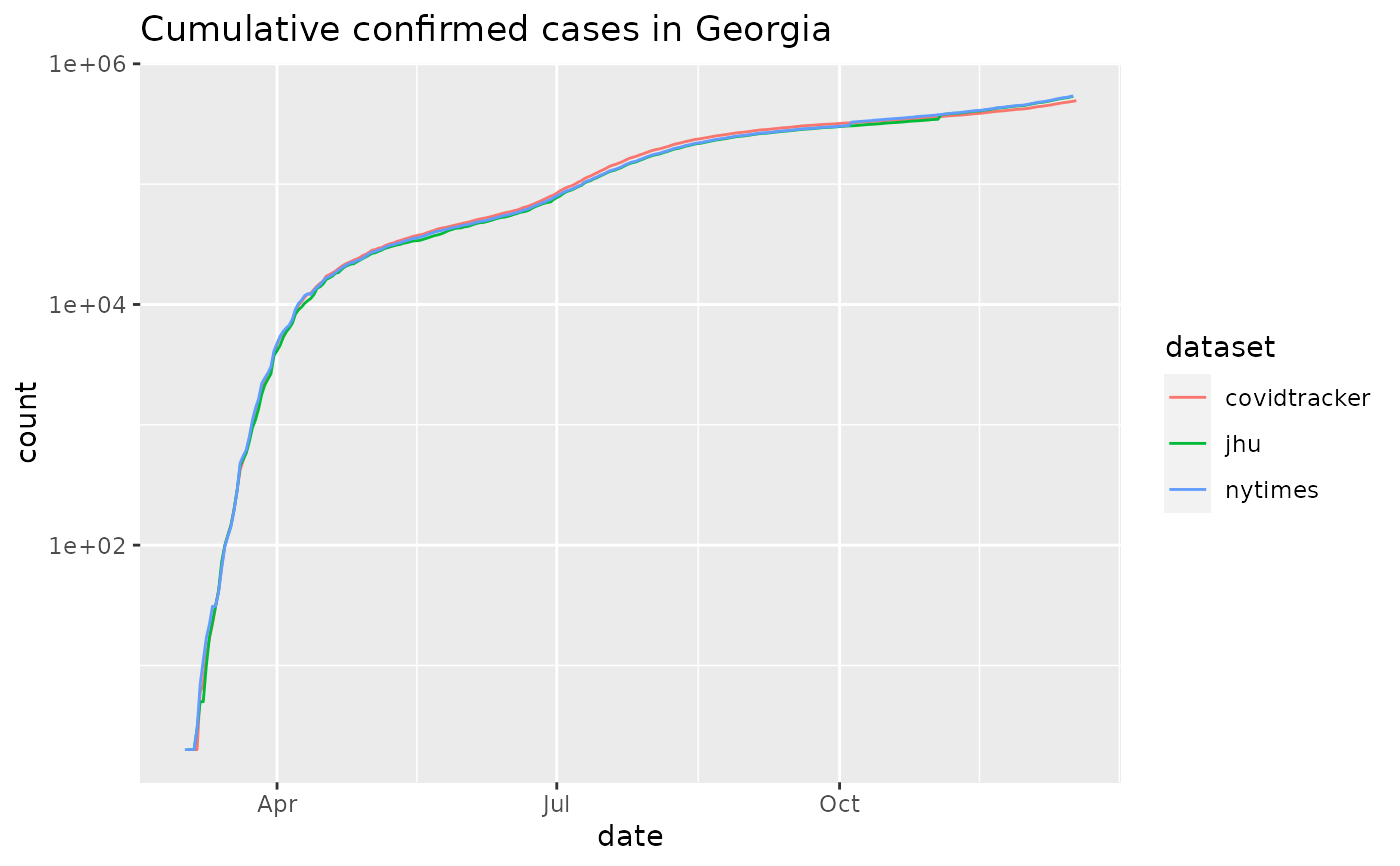 Cumulative confirmed cases in Georgia
1e+06
1e+04
1e+02
count
Apr
Jul
Oct
date
dataset
covidtracker
jhu
nytimes